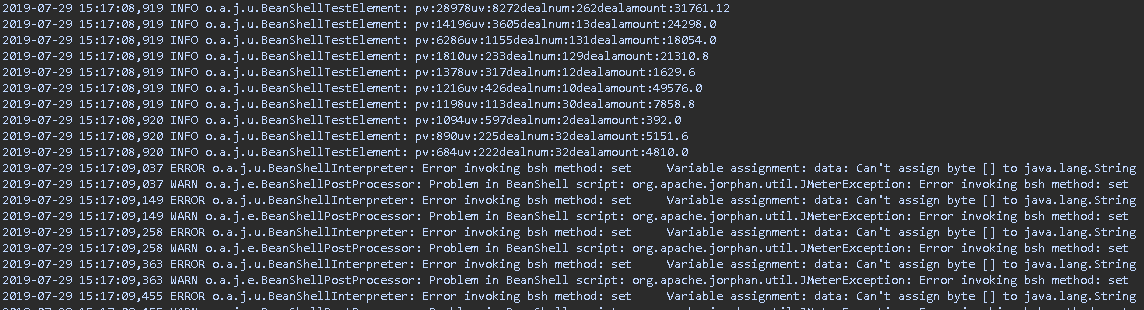 2019-07-29 15:17:08,919 INFO o.a.j.u.BeanShellTestElement: pv:28978uv:8272dealnum:262dealamount:31761.12
2019-07-29 15:17:08,919 INFO o.a.j.u.BeanShellTestElement: pv:14196uv:3605dealnum:13dealamount:24298.0
2019-07-29 15:17:08,919 INFO o.a.j.u.BeanShellTestElement: pv:6286uv:1155dealnum:131dealamount:18054.0
2019-07-29 15:17:08,919 INFO o.a.j.u.BeanShellTestElement: pv:1810uv:233dealnum:129dealamount:21310.8
2019-07-29 15:17:08,919 INFO o.a.j.u.BeanShellTestElement: pv:1378uv:317dealnum:12dealamount:1629.6
2019-07-29 15:17:08,919 INFO o.a.j.u.BeanShellTestElement: pv:1216uv:426dealnum:10dealamount:49576.0
2019-07-29 15:17:08,919 INFO o.a.j.u.BeanShellTestElement: pv:1198uv:113dealnum:30dealamount:7858.8
2019-07-29 15:17:08,920 INFO o.a.j.u.BeanShellTestElement: pv:1094uv:597dealnum:2dealamount:392.0
2019-07-29 15:17:08,920 INFO o.a.j.u.BeanShellTestElement: pv:890uv:225dealnum:32dealamount:5151.6
2019-07-29 15:17:08,920 INFO o.a.j.u.BeanShellTestElement: pv:684uv:222dealnum:32dealamount:4810.0
2019-07-29 15:17:09,037 ERROR o.a.j.u.BeanShellInterpreter: Error invoking bsh method: set Variable assignment: data: Can't assign byte [] to java.lang.String
2019-07-29 15:17:09,037 WARN o.a.j.e.BeanShellPostProcessor: Problem in BeanShell script: org.apache.jorphan.util.JMeterException: Error invoking bsh method: set
2019-07-29 15:17:09,149 ERROR o.a.j.u.BeanShellInterpreter: Error invoking bsh method: set Variable assignment: data: Can't assign byte [] to java.lang.String
2019-07-29 15:17:09,149 WARN o.a.j.e.BeanShellPostProcessor: Problem in BeanShell script: org.apache.jorphan.util.JMeterException: Error invoking bsh method: set
2019-07-29 15:17:09,258 ERROR o.a.j.u.BeanShellInterpreter: Error invoking bsh method: set Variable assignment: data: Can't assign byte [] to java.lang.String
2019-07-29 15:17:09,258 WARN o.a.j.e.BeanShellPostProcessor: Problem in BeanShell script: org.apache.jorphan.util.JMeterException: Error invoking bsh method: set
2019-07-29 15:17:09,363 ERROR o.a.j.u.BeanShellInterpreter: Error invoking bsh method: set Variable assignment: data: Can't assign byte [] to java.lang.String
2019-07-29 15:17:09,363 WARN o.a.j.e.BeanShellPostProcessor: Problem in BeanShell script: org.apache.jorphan.util.JMeterException: Error invoking bsh method: set
2019-07-29 15:17:09,455 ERROR o.a.j.u.BeanShellInterpreter: Error invoking bsh method: set Variable assignment: data: Can't assign byte [] to java.lang.String